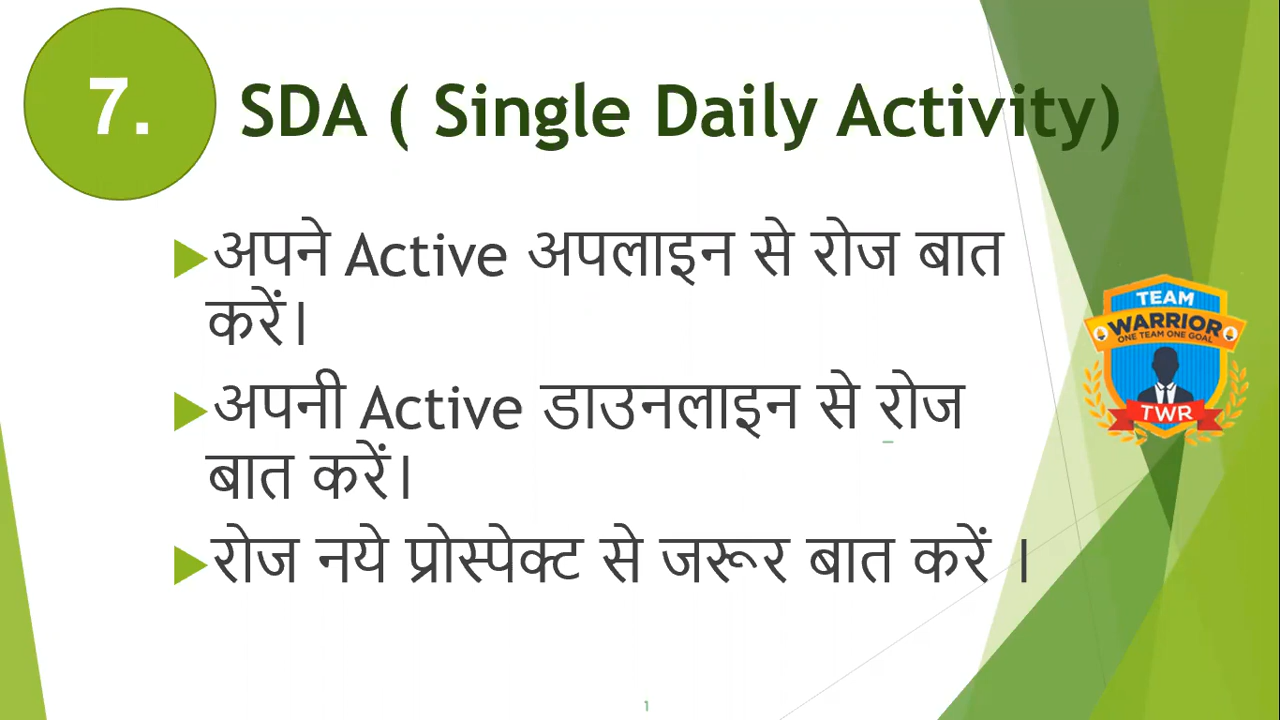 7.
SDA ( Single Daily Activity)
अपने Active अपलाइन से रोज बात
करें।
अपनी Active डाउनलाइन से रोज
बात करें।
रोज नये प्रोस्पेक्ट से जरूर बात करें ।
TEAM
WARRIOR
ONE TEAM ONE GOAL
TWR
1